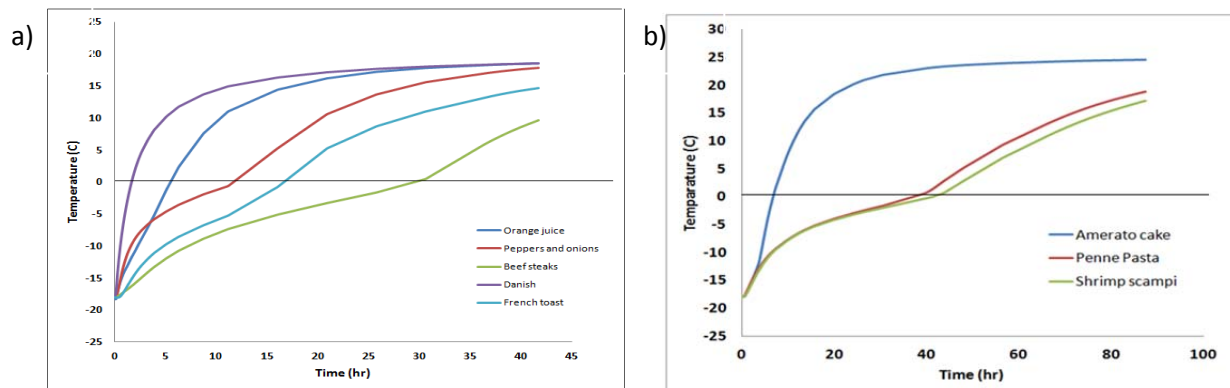 a)
Temperature (C)
25
20
15
10
5
0
-5
-10
-15
-20
-25
0 5 10 15 20 25 30 35 40 45
Time (hr)
Orange juice
Peppers and onions
Beef steaks
Danish
French toast
b)
Temparature (C)
30
25
20
15
10
5
0
-5
-10
-15
-20
-25
0 20 40 60 80 100
Time (hr)
Amerato cake
Penne Pasta
Shrimp scampi